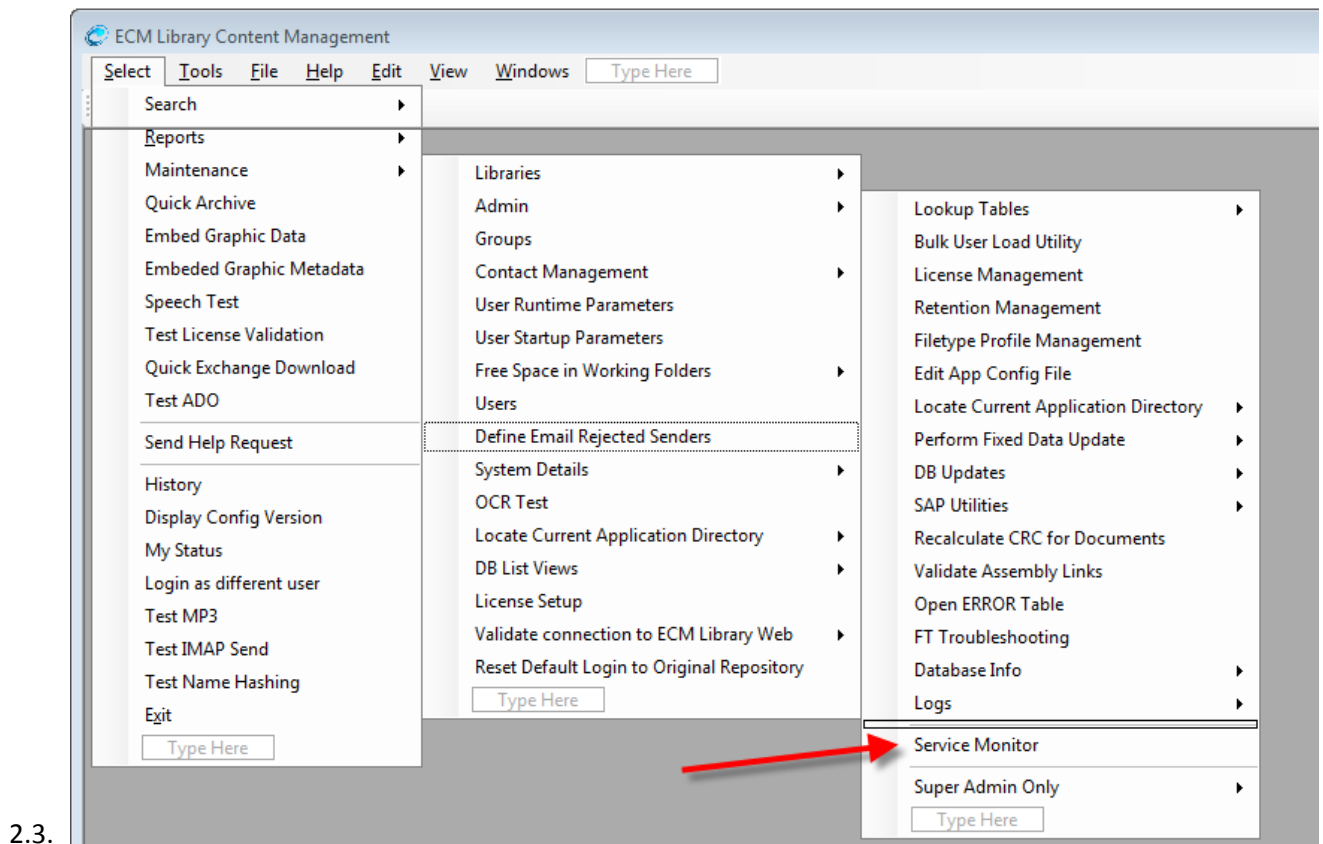 ECM Library Content Management
Select Tools File Help Edit View Windows Type Here
Search
Reports
Maintenance
Quick Archive
Embed Graphic Data
Embeded Graphic Metadata
Speech Test
Test License Validation
Quick Exchange Download
Test ADO
Send Help Request
History
Display Config Version
My Status
Login as different user
Test MP3
Test IMAP Send
Test Name Hashing
Exit
Type Here
Libraries
Admin
Groups
Contact Management
User Runtime Parameters
User Startup Parameters
Free Space in Working Folders
Users
Define Email Rejected Senders
System Details
OCR Test
Locate Current Application Directory
DB List Views
License Setup
Validate connection to ECM Library Web
Reset Default Login to Original Repository
Type Here
Lookup Tables
Bulk User Load Utility
License Management
Retention Management
Filetype Profile Management
Edit App Config File
Locate Current Application Directory
Perform Fixed Data Update
DB Updates
SAP Utilities
Recalculate CRC for Documents
Validate Assembly Links
Open ERROR Table
FT Troubleshooting
Database Info
Logs
Service Monitor
Super Admin Only
Type Here
2.3.